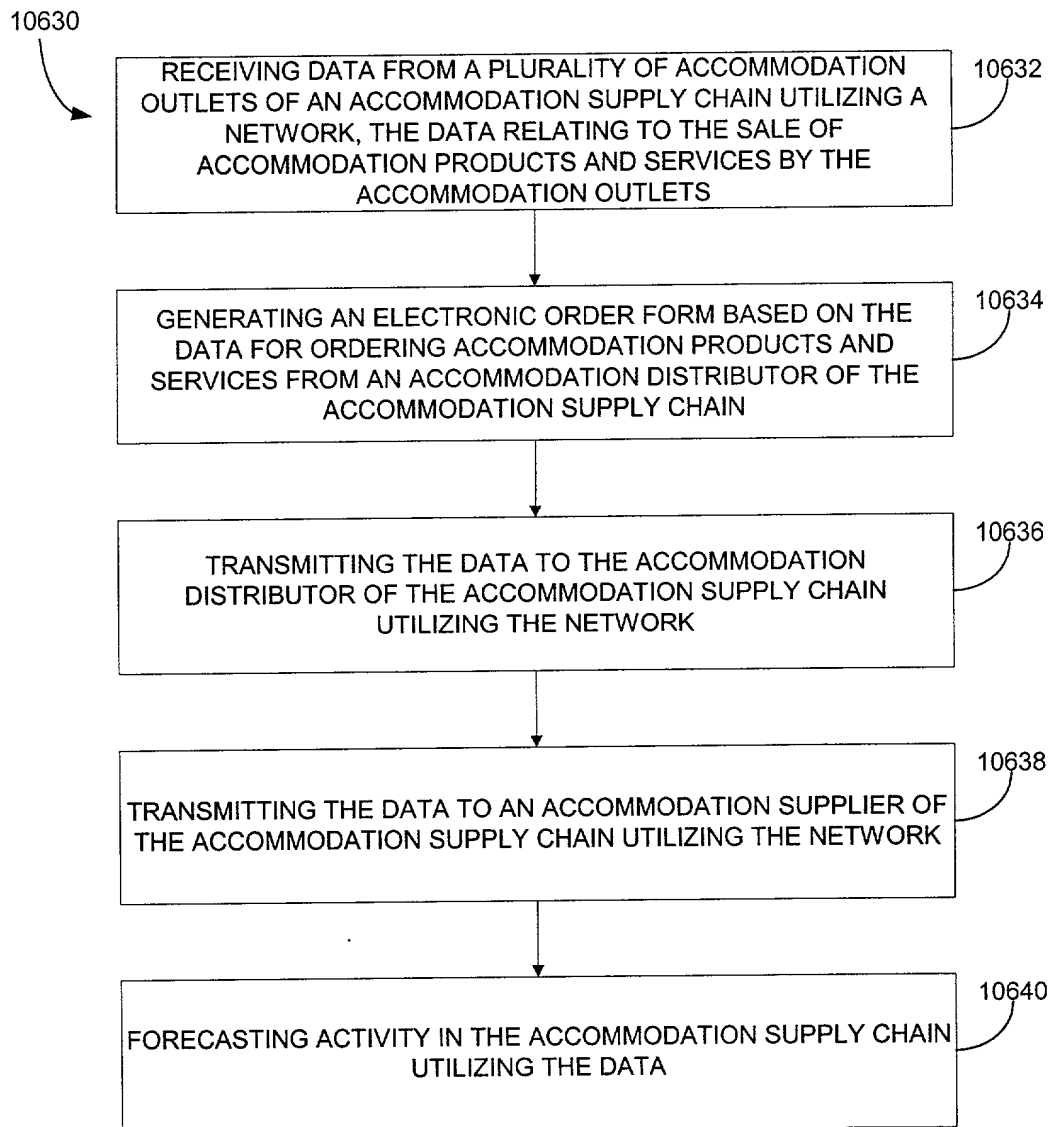 10630
RECEIVING DATA FROM A PLURALITY OF ACCOMMODATION
OUTLETS OF AN ACCOMMODATION SUPPLY CHAIN UTILIZING A
NETWORK, THE DATA RELATING TO THE SALE OF
ACCOMMODATION PRODUCTS AND SERVICES BY THE
ACCOMMODATION OUTLETS
10632
GENERATING AN ELECTRONIC ORDER FORM BASED ON THE
DATA FOR ORDERING ACCOMMODATION PRODUCTS AND
SERVICES FROM AN ACCOMMODATION DISTRIBUTOR OF THE
ACCOMMODATION SUPPLY CHAIN
10634
TRANSMITTING THE DATA TO THE ACCOMMODATION
DISTRIBUTOR OF THE ACCOMMODATION SUPPLY CHAIN
UTILIZING THE NETWORK
10636
TRANSMITTING THE DATA TO AN ACCOMMODATION SUPPLIER OF
THE ACCOMMODATION SUPPLY CHAIN UTILIZING THE NETWORK
10638
FORECASTING ACTIVITY IN THE ACCOMMODATION SUPPLY CHAIN
UTILIZING THE DATA
10640